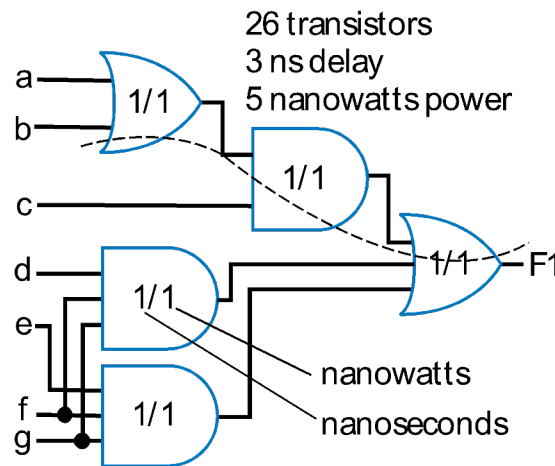 26 transistors
3 ns delay
5 nanowatts power
a
b
1/1
c
1/1
d
1/1
1/1
F1
e
nanowatts
f
1/1
nanoseconds
g